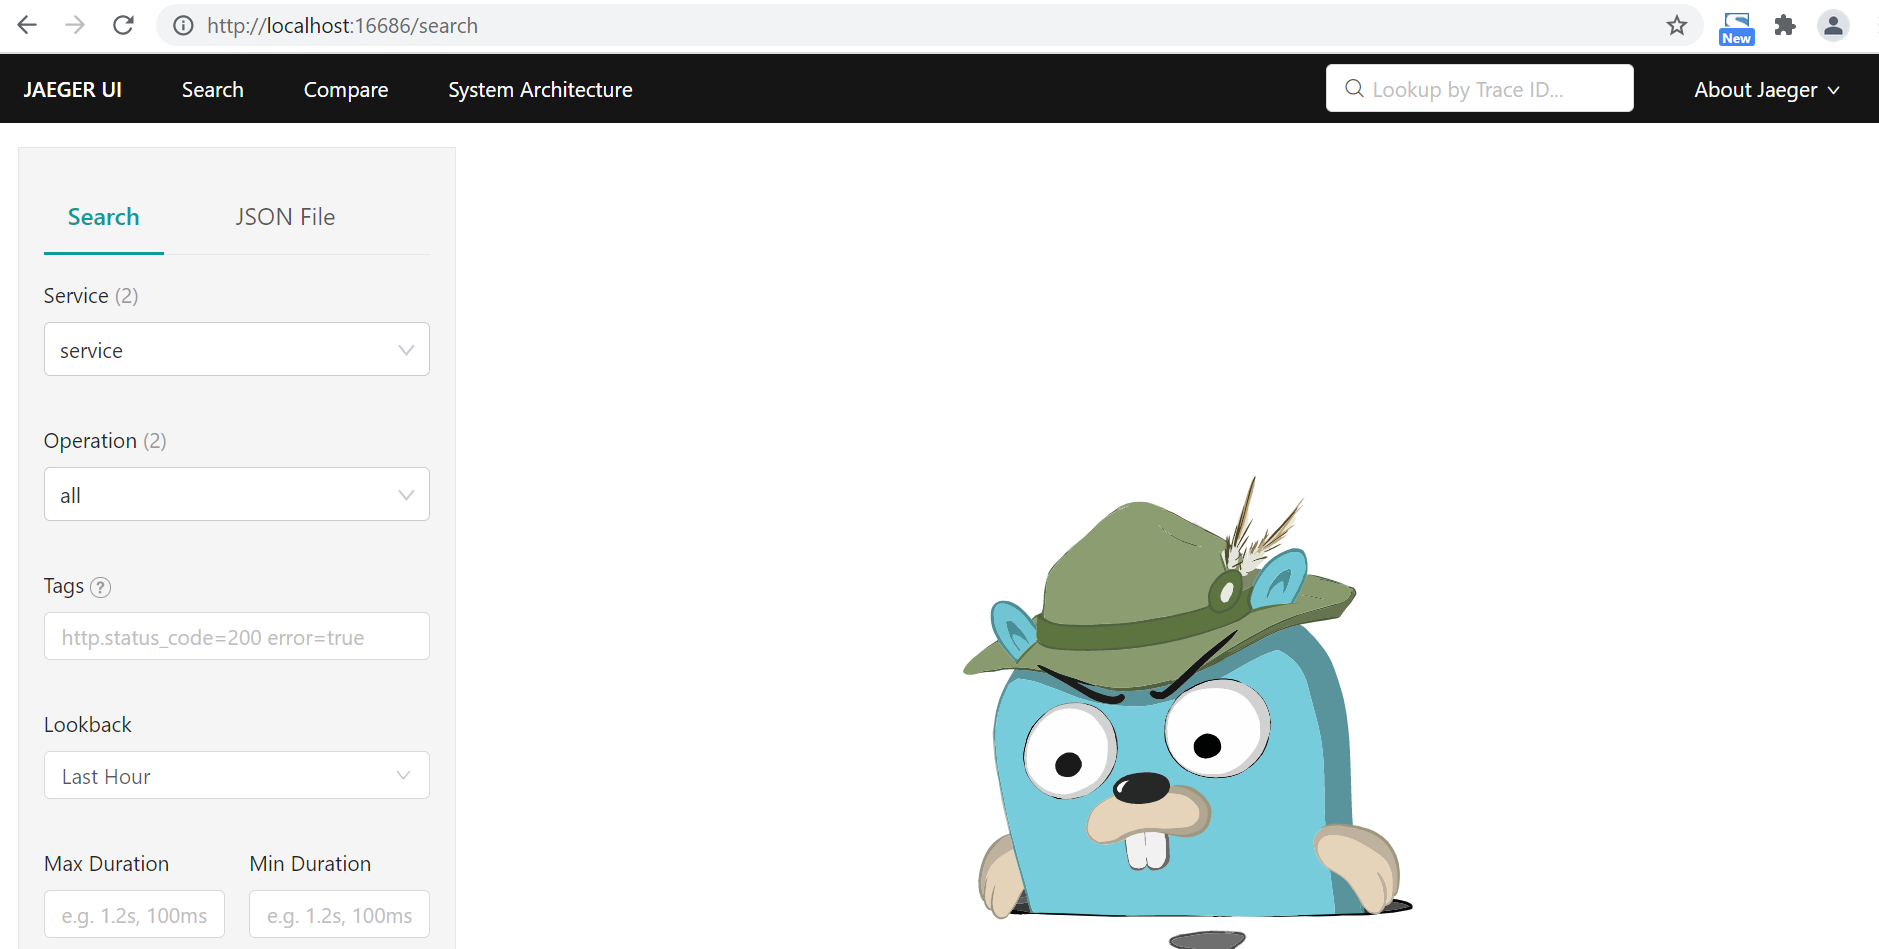 http://localhost:16686/search
New
JAEGER UI Search Compare System Architecture Lookup by Trace ID... About Jaeger
Search JSON File
Service (2)
service
Operation (2)
all
Tags ?
http.status_code=200 error=true
Lookback
Last Hour
Max Duration Min Duration
e.g. 1.2s, 100ms e.g. 1.2s, 100ms